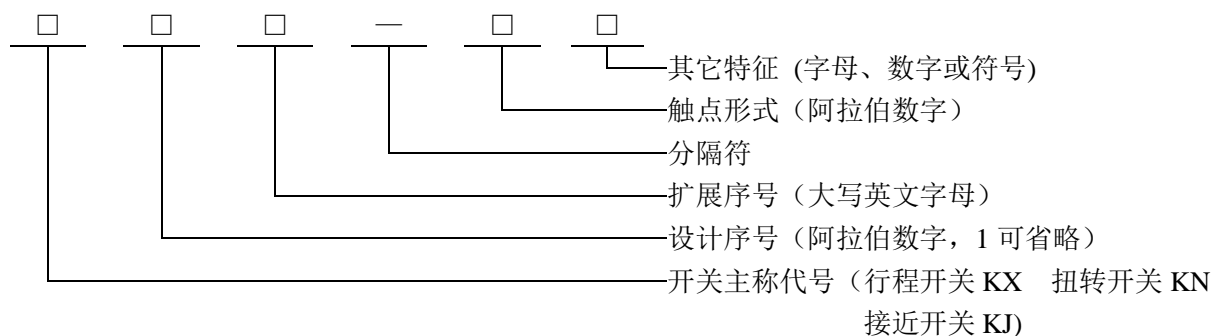 □ □ □ — □ □
其它特征 (字母、数字或符号)
触点形式（阿拉伯数字）
分隔符
扩展序号（大写英文字母）
设计序号（阿拉伯数字，1 可省略）
开关主称代号（行程开关 KX 扭转开关 KN
接近开关 KJ)